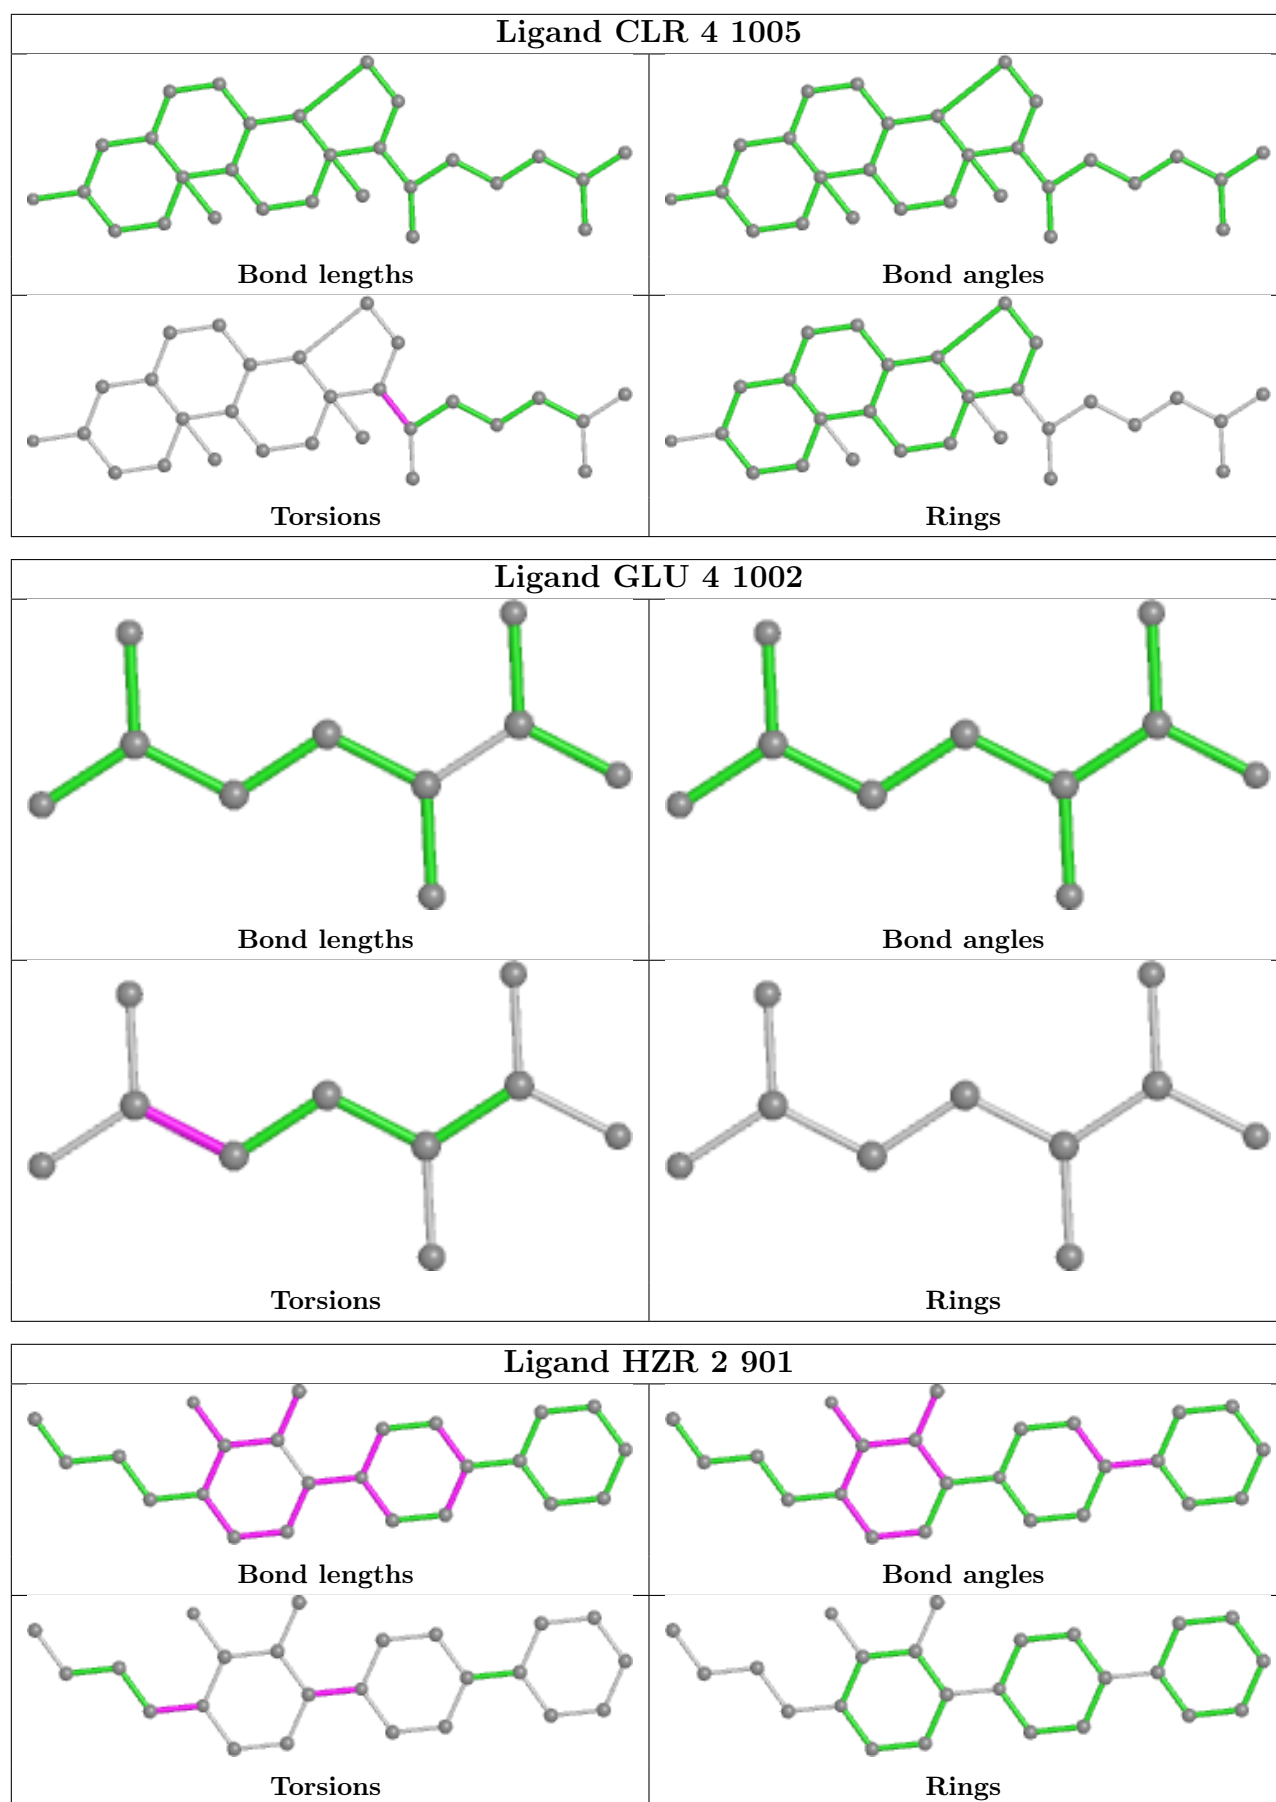 Ligand CLR 4 1005
Bond lengths
Bond angles
Torsions
Rings
Ligand GLU 4 1002
Bond lengths
Bond angles
Torsions
Rings
Ligand HZR 2 901
Bond lengths
Bond angles
Torsions
Rings